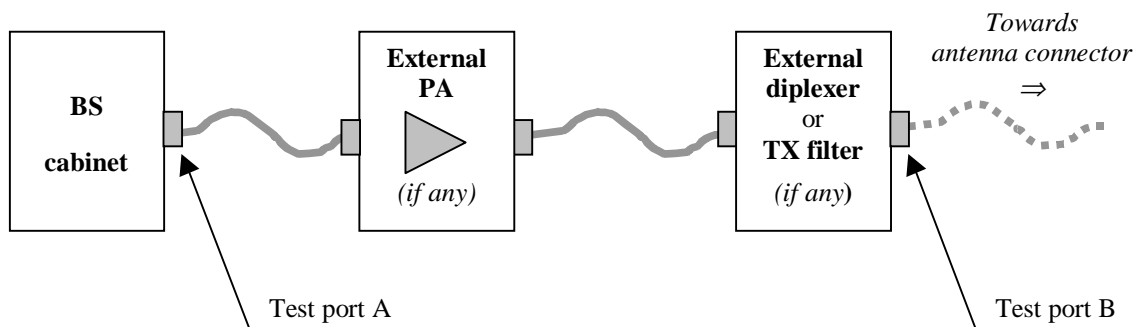 BS
cabinet
External
PA
(if any)
External
diplexer
or
TX filter
(if any)
Towards
antenna connector
⇒
Test port A
Test port B